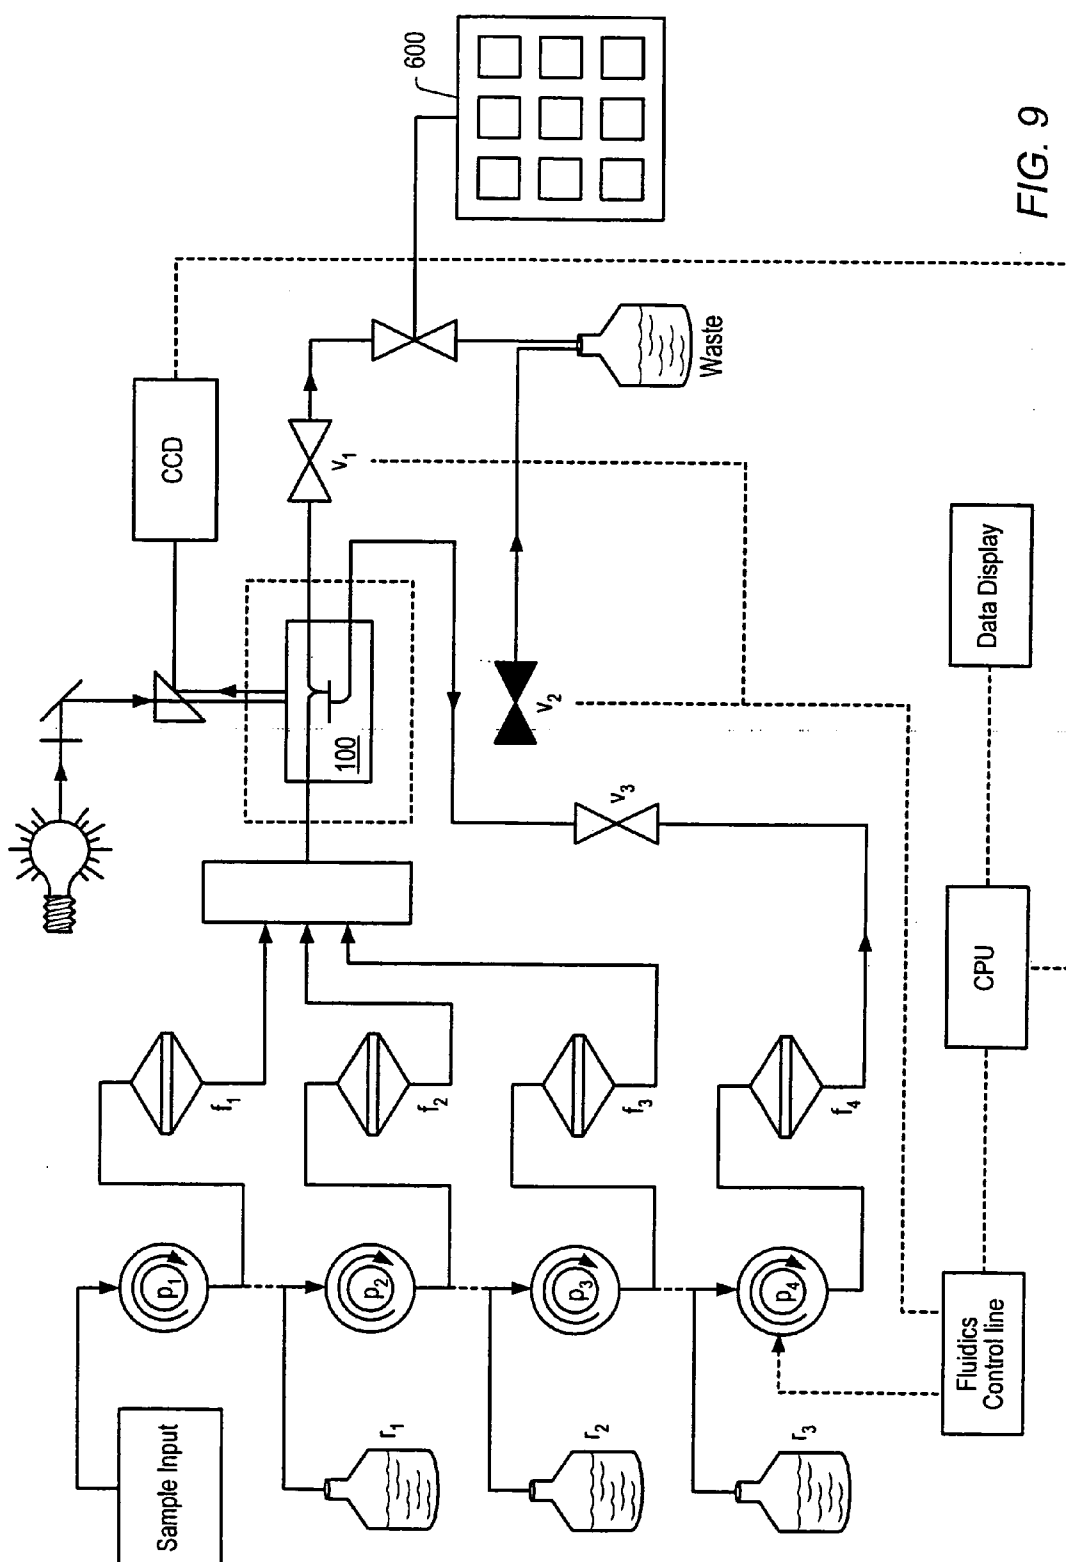 Sample Input
r1
r2
r3
p1
p2
p3
p4
Fluidics
Control line
f1
f2
f3
f4
CPU
Data Display
100
v3
v2
v1
CCD
Waste
600
FIG. 9